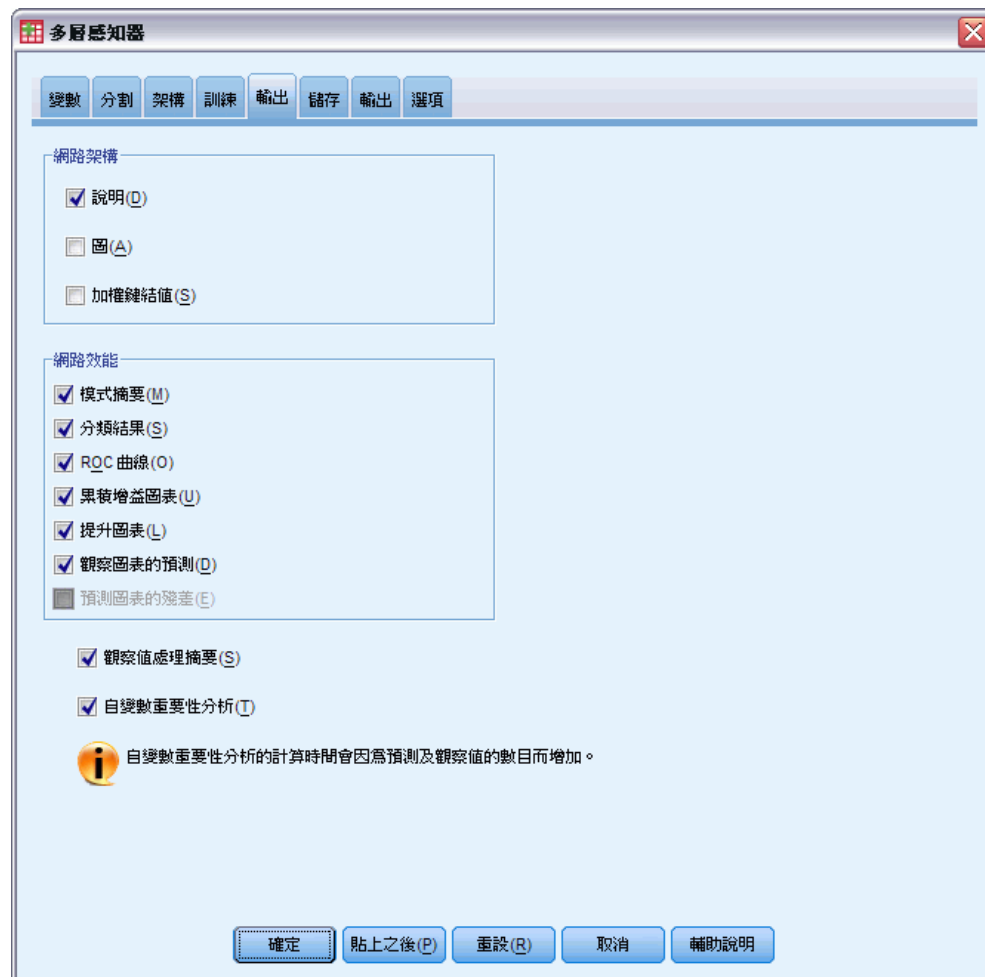 多層感知器
變數 分割 架構 訓練 輸出 儲存 輸出 選項
網路架構
說明(D)
圖(A)
加權鍵結值(S)
網路效能
模式摘要(M)
分類結果(S)
ROC 曲線(O)
累積增益圖表(U)
提升圖表(L)
觀察圖表的預測(D)
預測圖表的殘差(E)
觀察值處理摘要(S)
自變數重要性分析(T)
自變數重要性分析的計算時間會因為預測及觀察值的數目而增加。
確定 貼上之後(P) 重設(R) 取消 輔助說明